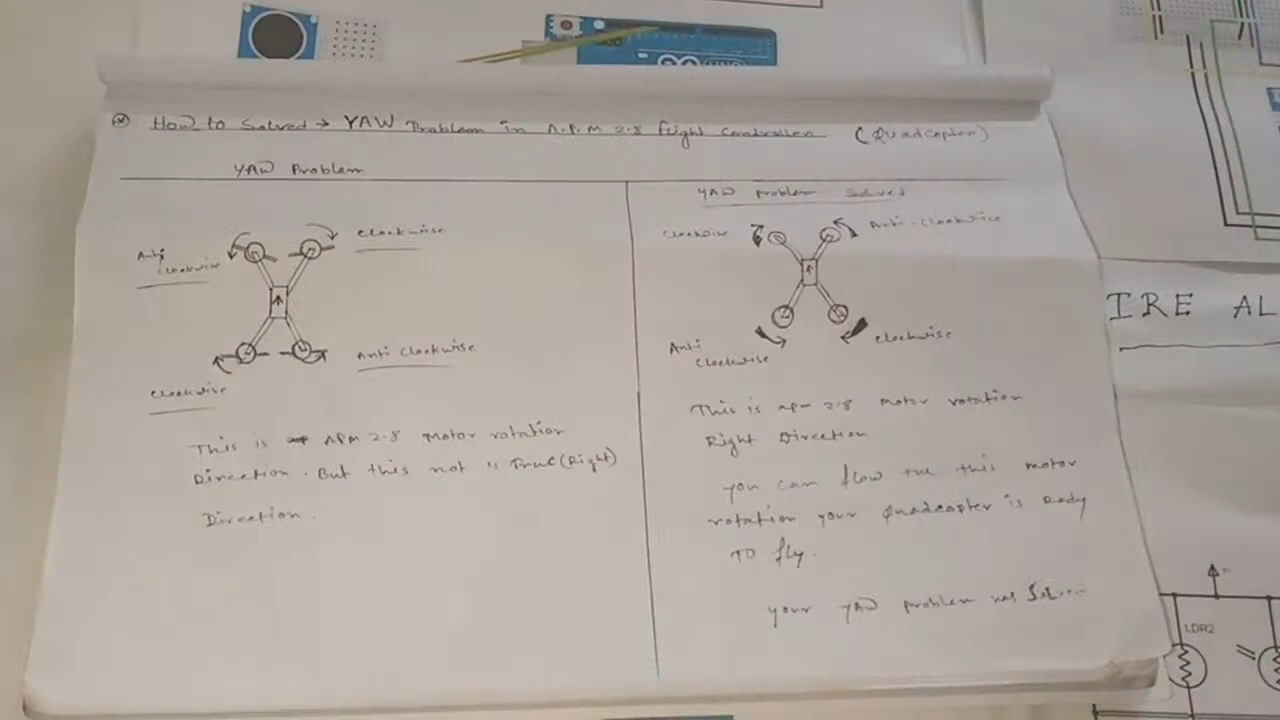 How to Solved → YAW Problem in A.P.M 2.8 flight Controller (Quadcopter)
YAW Problem
Anti Clockwise
Clockwise
Clockwise
Anti Clockwise
This is APM 2.8 Motor rotation
Direction. But this not is True (Right)
Direction.
YAW Problem Solved
Clockwise
Anti-Clockwise
Anti
Clockwise
Clockwise
This is apm 2.8 Motor rotation
Right Direction
you can flow the this motor
rotation your Quadcopter is Rady
To fly.
your YAW problem has Solved
IRE AL
LDR2
UNO